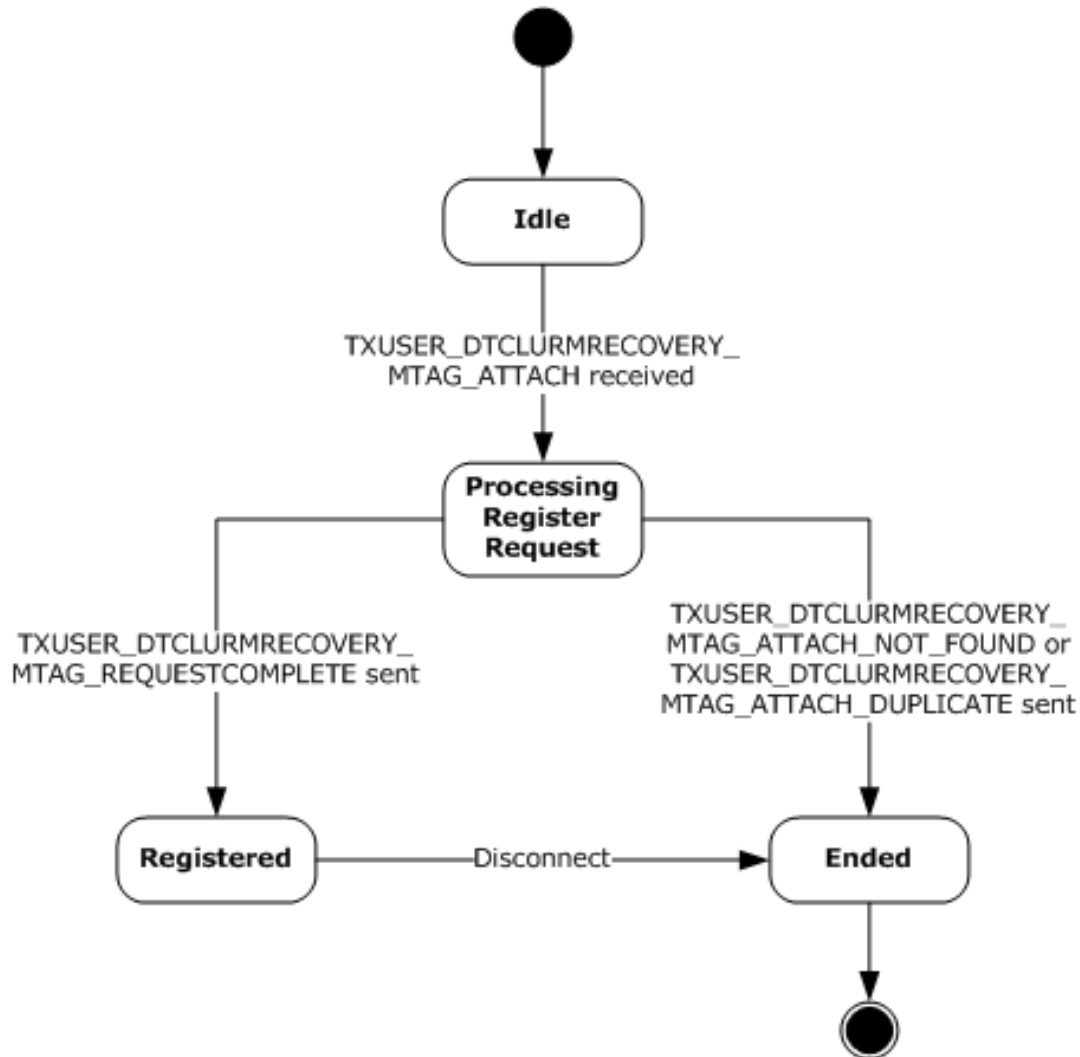 Idle
TXUSER_DTCLURMRECOVERY_
MTAG_ATTACH received
Processing
Register
Request
TXUSER_DTCLURMRECOVERY_
MTAG_REQUESTCOMPLETE sent
TXUSER_DTCLURMRECOVERY_
MTAG_ATTACH_NOT_FOUND or
TXUSER_DTCLURMRECOVERY_
MTAG_ATTACH_DUPLICATE sent
Registered
Disconnect
Ended